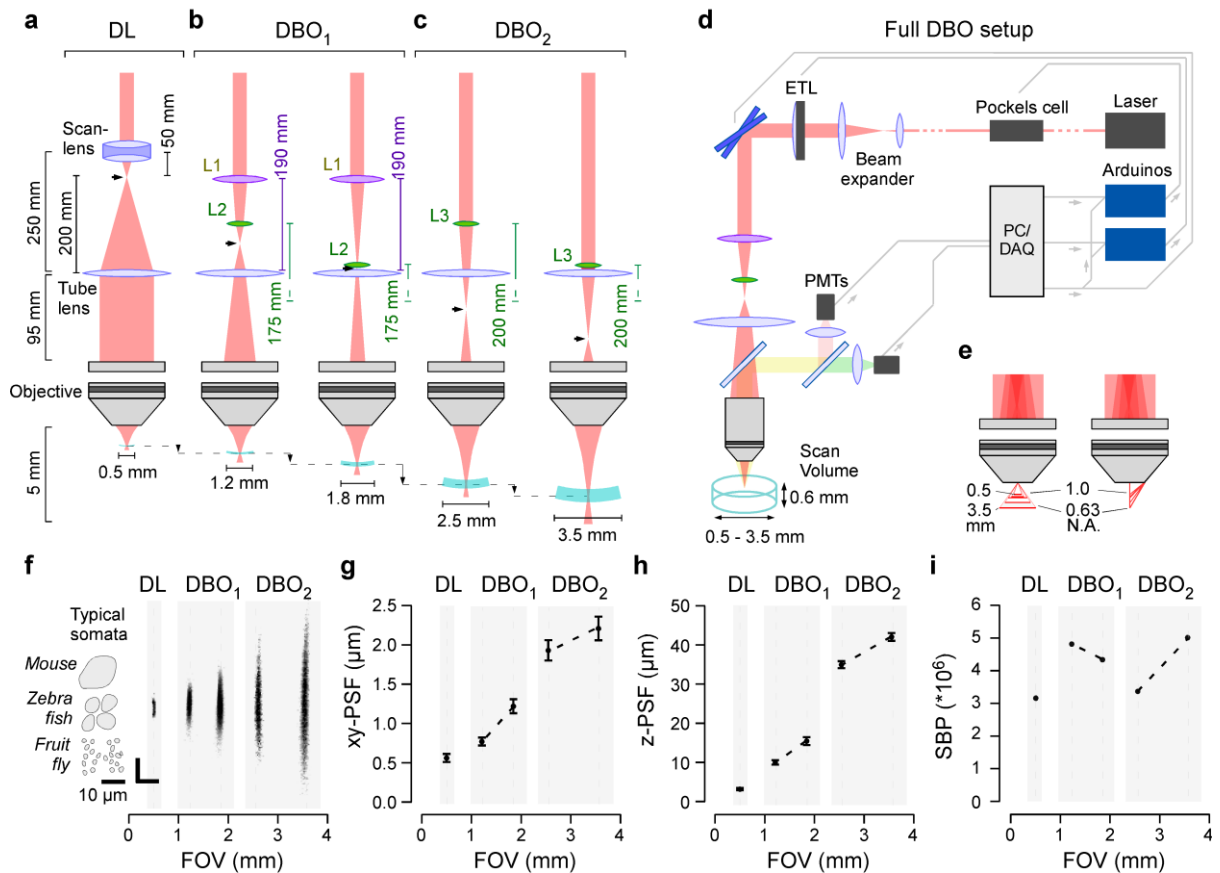 a
DL
b
DBO1
c
DBO2
Scan-
lens
50 mm
250 mm
200 mm
L1
L2
190 mm
175 mm
L1
L2
190 mm
175 mm
L3
200 mm
L3
200 mm
Tube
lens
95 mm
Objective
5 mm
0.5 mm
1.2 mm
1.8 mm
2.5 mm
3.5 mm
d
Full DBO setup
ETL
Pockels cell
Laser
Beam
expander
Arduinos
PC/
DAQ
PMTs
Scan
Volume
0.6 mm
0.5 - 3.5 mm
e
0.5
3.5
mm
1.0
0.63
N.A.
f
DL
DBO1
DBO2
Typical
somata
Mouse
Zebra
fish
Fruit
fly
10 µm
0 1 2 3 4
FOV (mm)
g
DL
DBO1
DBO2
xy-PSF (µm)
2.5
2.0
1.5
1.0
0.5
0.0
0 1 2 3 4
FOV (mm)
h
DL
DBO1
DBO2
z-PSF (µm)
50
40
30
20
10
0
0 1 2 3 4
FOV (mm)
i
DL
DBO1
DBO2
SBP (*10^6)
6
5
4
3
2
1
0
0 1 2 3 4
FOV (mm)